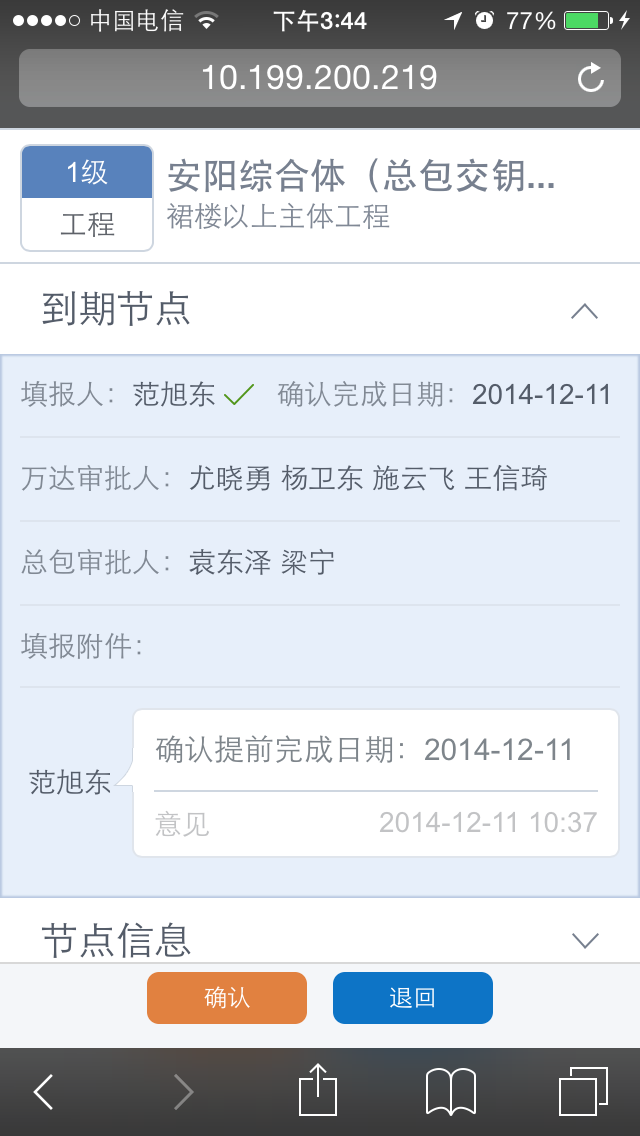 中国电信 下午3:44 77%
10.199.200.219
1级
工程
安阳综合体（总包交钥...
裙楼以上主体工程
到期节点
填报人: 范旭东 确认完成日期: 2014-12-11
万达审批人: 尤晓勇 杨卫东 施云飞 王信琦
总包审批人: 袁东泽 梁宁
填报附件:
范旭东
确认提前完成日期: 2014-12-11
意见 2014-12-11 10:37
节点信息
确认 退回